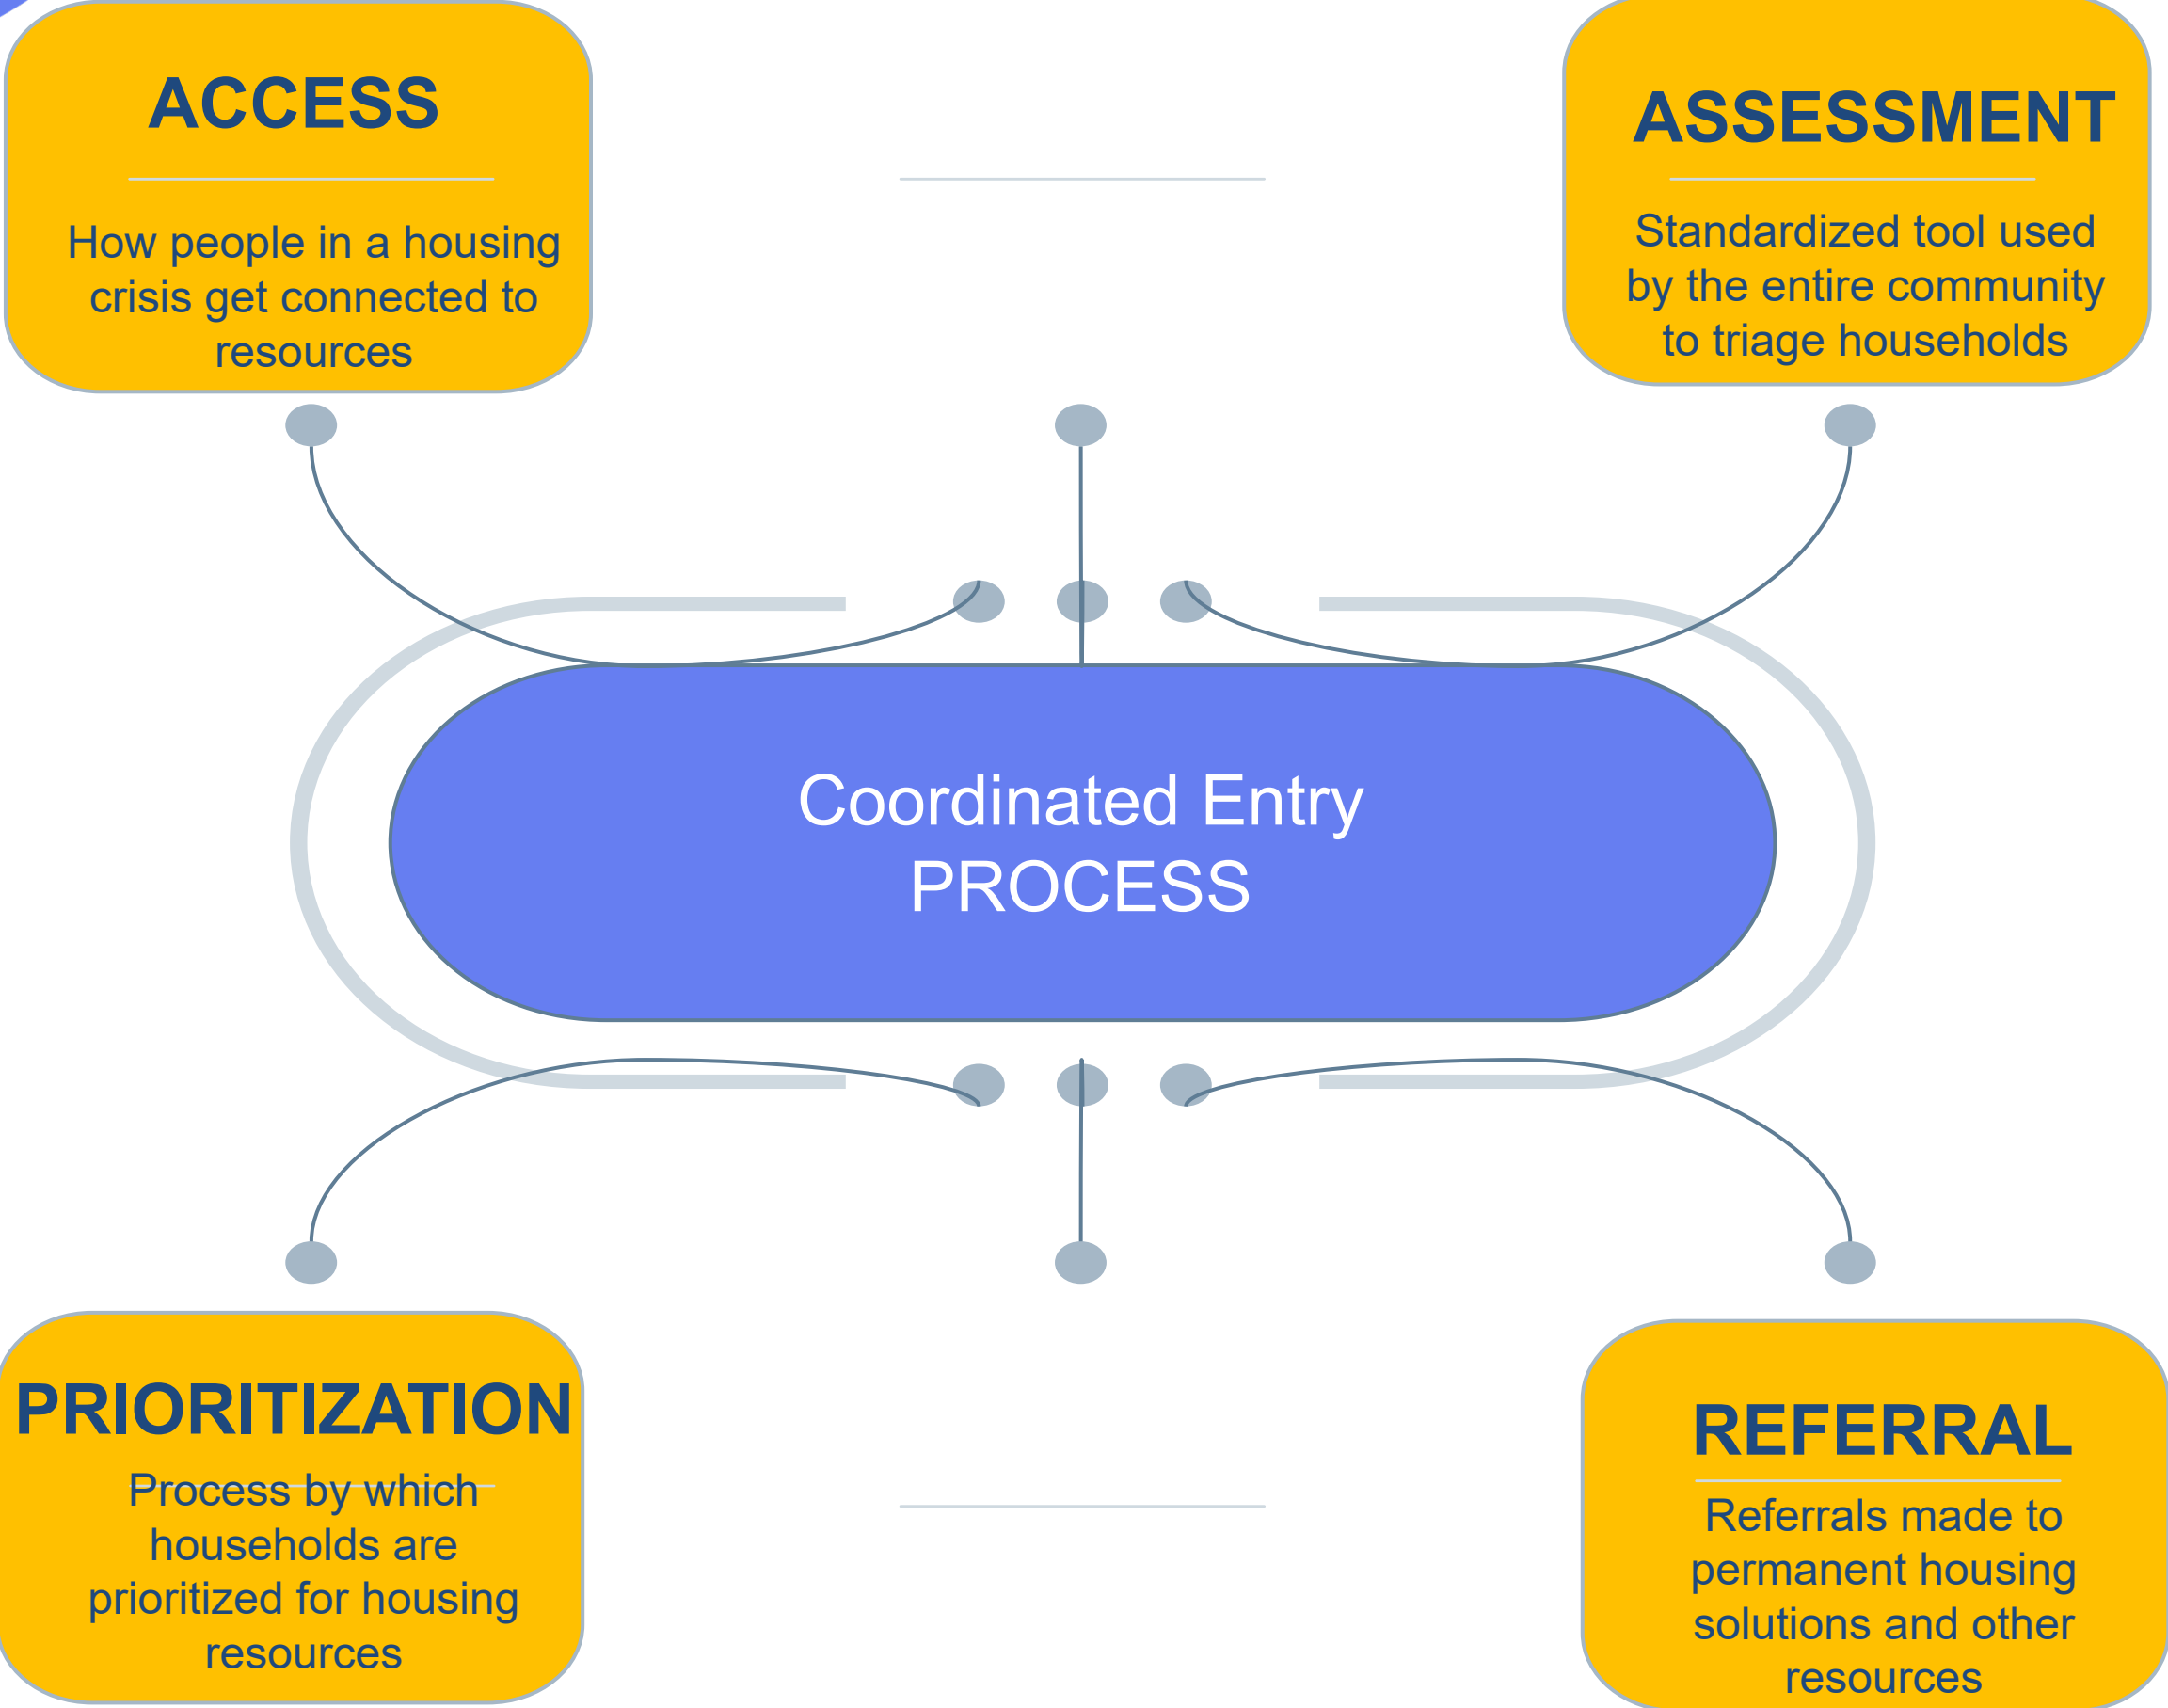 ACCESS
How people in a housing
crisis get connected to
resources
ASSESSMENT
Standardized tool used
by the entire community
to triage households
Coordinated Entry
PROCESS
PRIORITIZATION
Process by which
households are
prioritized for housing
resources
REFERRAL
Referrals made to
permanent housing
solutions and other
resources